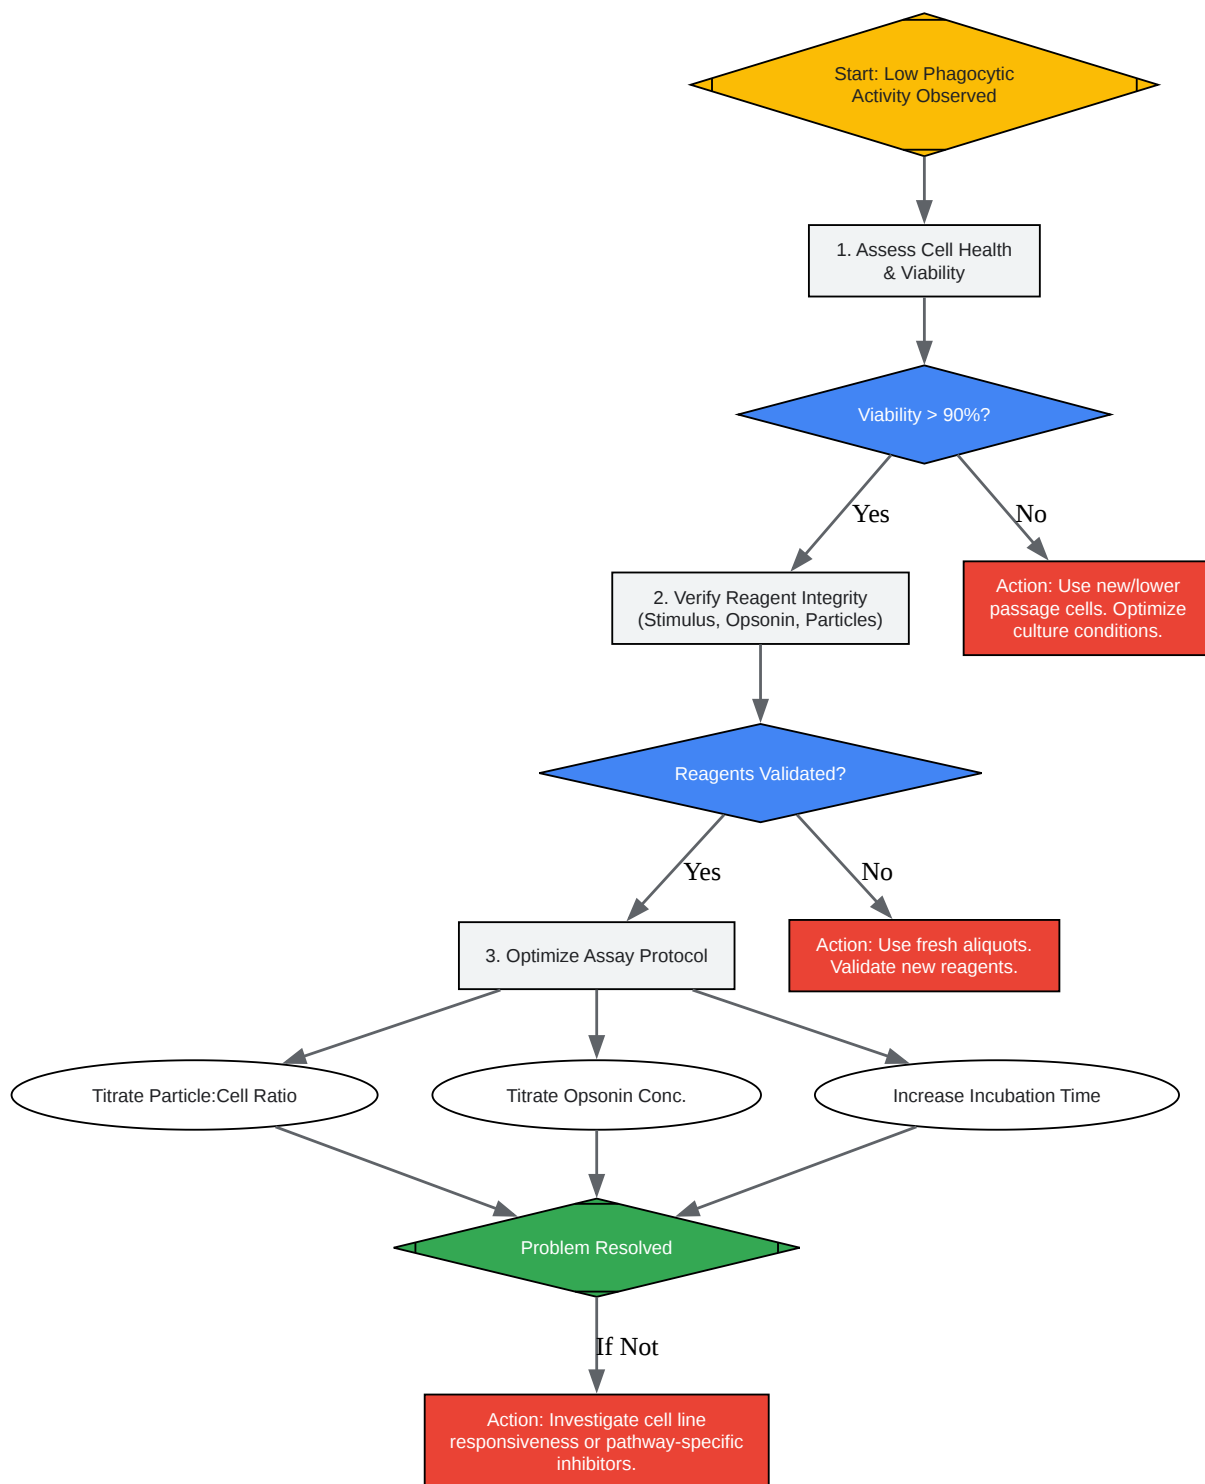 Start: Low Phagocytic
Activity Observed
1. Assess Cell Health
& Viability
Viability > 90%?
Yes
No
2. Verify Reagent Integrity
(Stimulus, Opsonin, Particles)
Action: Use new/lower
passage cells. Optimize
culture conditions.
Reagents Validated?
Yes
No
3. Optimize Assay Protocol
Action: Use fresh aliquots.
Validate new reagents.
Titrate Particle:Cell Ratio
Titrate Opsonin Conc.
Increase Incubation Time
Problem Resolved
If Not
Action: Investigate cell line
responsiveness or pathway-specific
inhibitors.